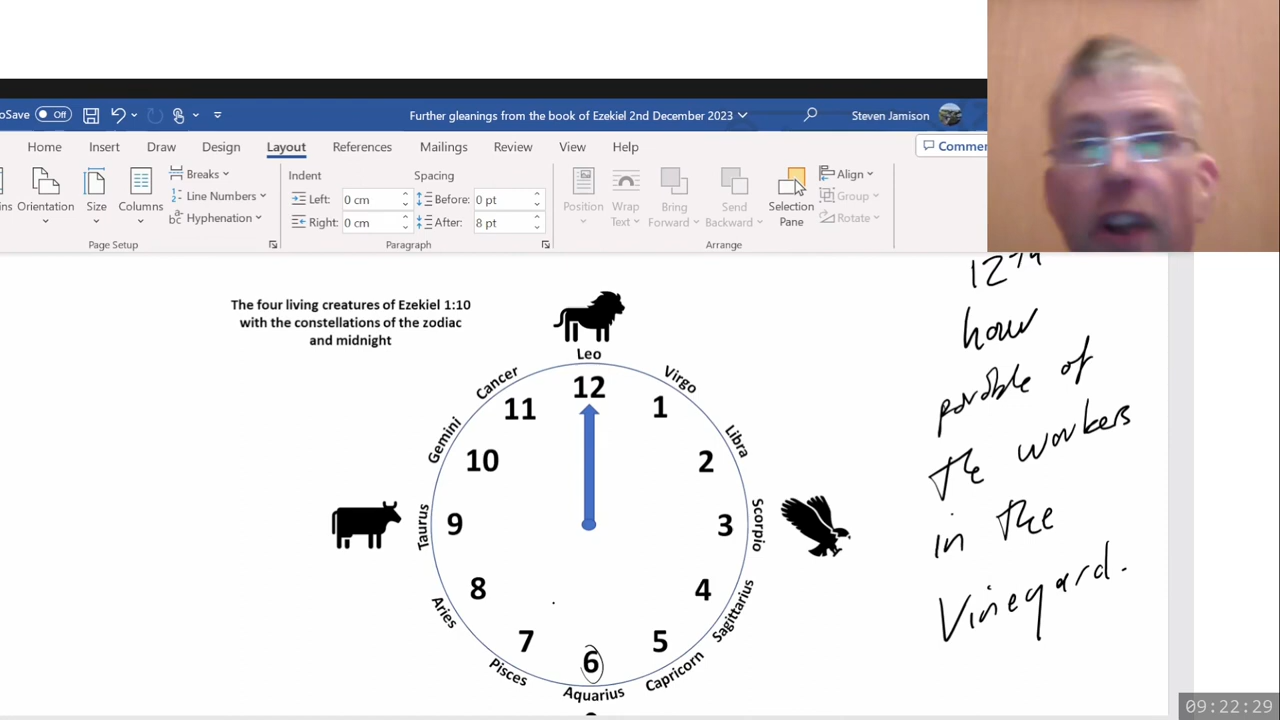 oSave Off
Further gleanings from the book of Ezekiel 2nd December 2023
Steven Jamison
Home Insert Draw Design Layout References Mailings Review View Help
Commer
ins Orientation Size Columns
Breaks
Line Numbers
Hyphenation
Page Setup
Indent Spacing
Left: 0 cm Before: 0 pt
Right: 0 cm After: 8 pt
Paragraph
Position Wrap Text Bring Forward Send Backward Selection Pane
Align
Group
Rotate
Arrange
The four living creatures of Ezekiel 1:10
with the constellations of the zodiac
and midnight
Leo
12
Virgo
1
Libra
2
Scorpio
3
Sagittarius
4
Capricorn
5
Aquarius
6
Pisces
7
Aries
8
Taurus
9
Gemini
10
Cancer
11
12th
hour
parable of
the workers
in the
Vineyard.
09:22:29